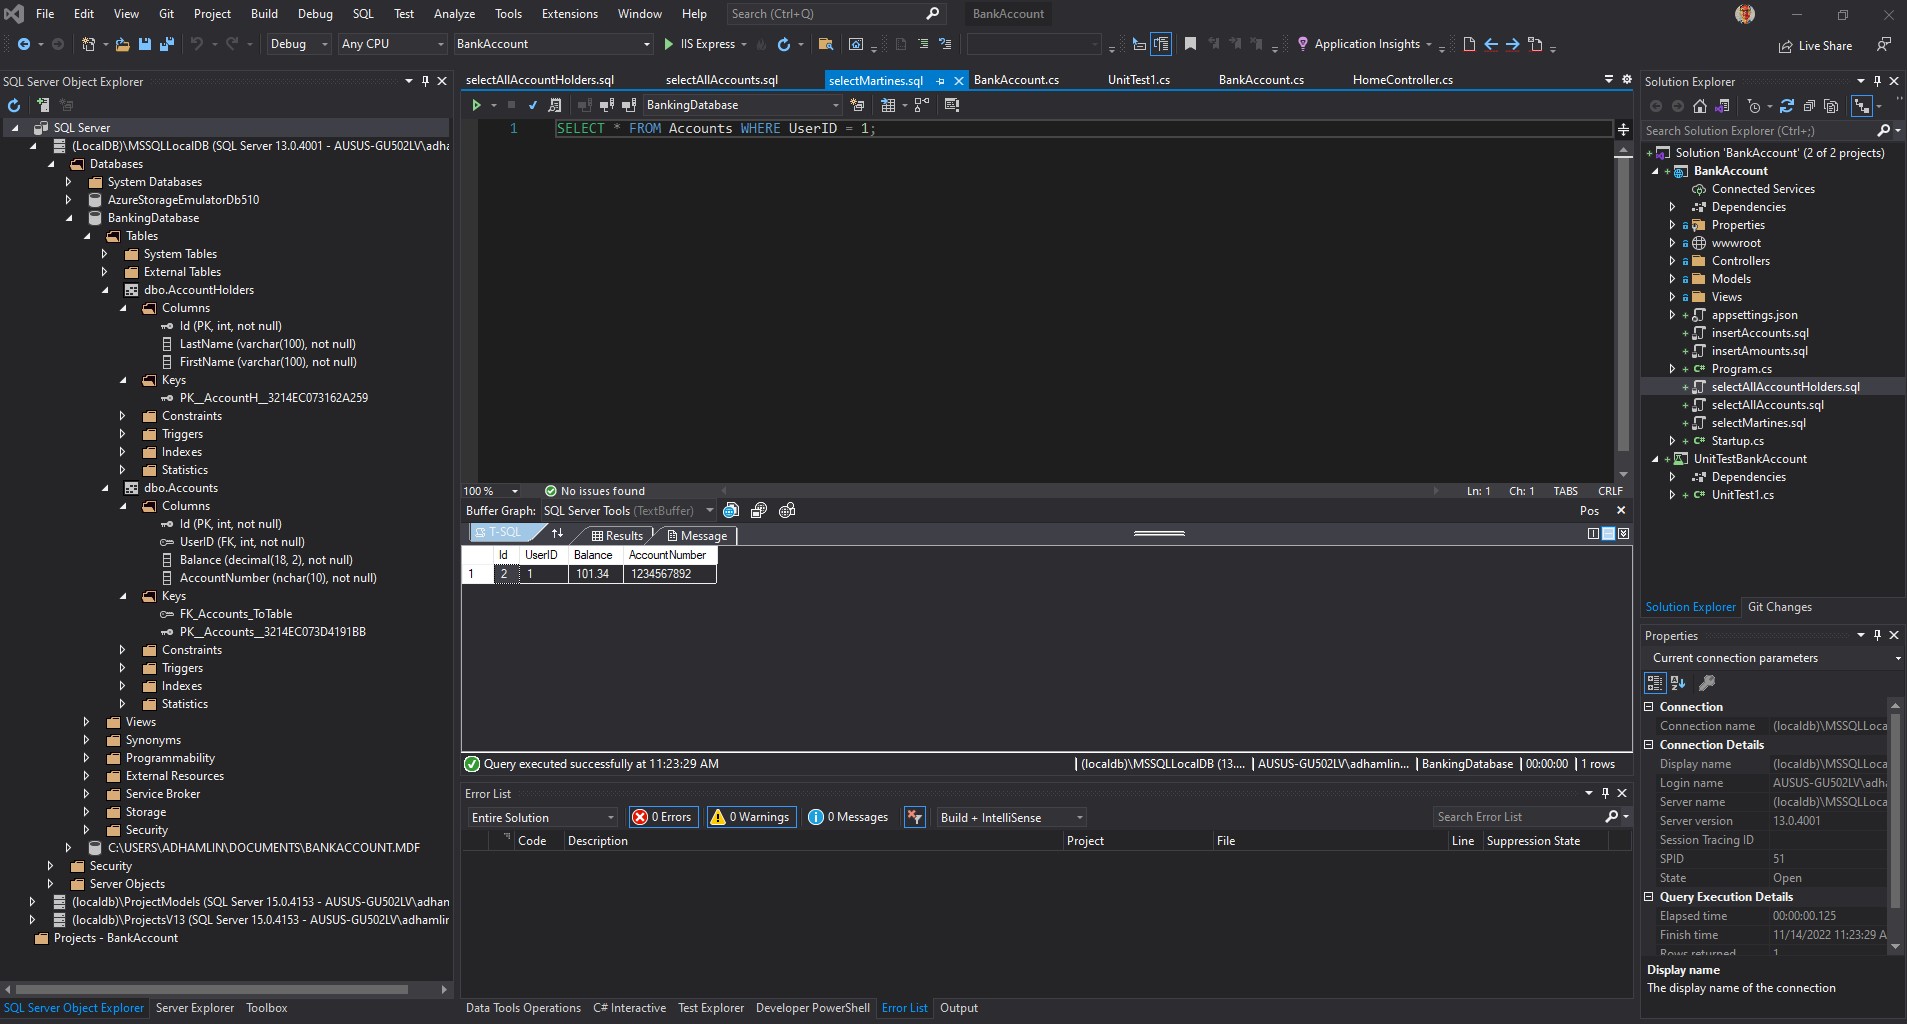 File Edit View Git Project Build Debug SQL Test Analyze Tools Extensions Window Help Search (Ctrl+Q) BankAccount
Debug Any CPU BankAccount IIS Express Application Insights Live Share
SQL Server Object Explorer
SQL Server
(LocalDB)\MSSQLLocalDB (SQL Server 13.0.4001 - AUSUS-GU502LV\adha
Databases
System Databases
AzureStorageEmulatorDb510
BankingDatabase
Tables
System Tables
External Tables
dbo.AccountHolders
Columns
Id (PK, int, not null)
LastName (varchar(100), not null)
FirstName (varchar(100), not null)
Keys
PK__AccountH__3214EC073162A259
Constraints
Triggers
Indexes
Statistics
dbo.Accounts
Columns
Id (PK, int, not null)
UserID (FK, int, not null)
Balance (decimal(18, 2), not null)
AccountNumber (nchar(10), not null)
Keys
FK_Accounts_ToTable
PK__Accounts__3214EC073D4191BB
Constraints
Triggers
Indexes
Statistics
Views
Synonyms
Programmability
External Resources
Service Broker
Storage
Security
C:\USERS\ADHAMLIN\DOCUMENTS\BANKACCOUNT.MDF
Security
Server Objects
(localdb)\ProjectModels (SQL Server 15.0.4153 - AUSUS-GU502LV\adham
(localdb)\ProjectsV13 (SQL Server 15.0.4153 - AUSUS-GU502LV\adhamlir
Projects - BankAccount
SQL Server Object Explorer Server Explorer Toolbox
selectAllAccountHolders.sql selectAllAccounts.sql selectMartines.sql BankAccount.cs UnitTest1.cs BankAccount.cs HomeController.cs
BankingDatabase
1 SELECT * FROM Accounts WHERE UserID = 1;
100 % No issues found Ln: 1 Ch: 1 TABS CRLF
Buffer Graph: SQL Server Tools (TextBuffer) Pos
T-SQL Results Message
Id UserID Balance AccountNumber
1 2 1 101.34 1234567892
Query executed successfully at 11:23:29 AM (localdb)\MSSQLLocalDB (13.... AUSUS-GU502LV\adhamlin... BankingDatabase 00:00:00 1 rows
Error List
Entire Solution 0 Errors 0 Warnings 0 Messages Build + IntelliSense Search Error List
Code Description Project File Line Suppression State
Data Tools Operations C# Interactive Test Explorer Developer PowerShell Error List Output
Solution Explorer
Search Solution Explorer (Ctrl+;)
Solution 'BankAccount' (2 of 2 projects)
BankAccount
Connected Services
Dependencies
Properties
wwwroot
Controllers
Models
Views
appsettings.json
insertAccounts.sql
insertAmounts.sql
C# Program.cs
selectAllAccountHolders.sql
selectAllAccounts.sql
selectMartines.sql
C# Startup.cs
UnitTestBankAccount
Dependencies
C# UnitTest1.cs
Solution Explorer Git Changes
Properties
Current connection parameters
Connection
Connection name (localdb)\MSSQLLoca
Connection Details
Display name (localdb)\MSSQLLoca
Login name AUSUS-GU502LV\adha
Server name (localdb)\MSSQLLoca
Server version 13.0.4001
Session Tracing ID
SPID 51
State Open
Query Execution Details
Elapsed time 00:00:00.125
Finish time 11/14/2022 11:23:29 A
Rows returned 1
Display name
The display name of the connection